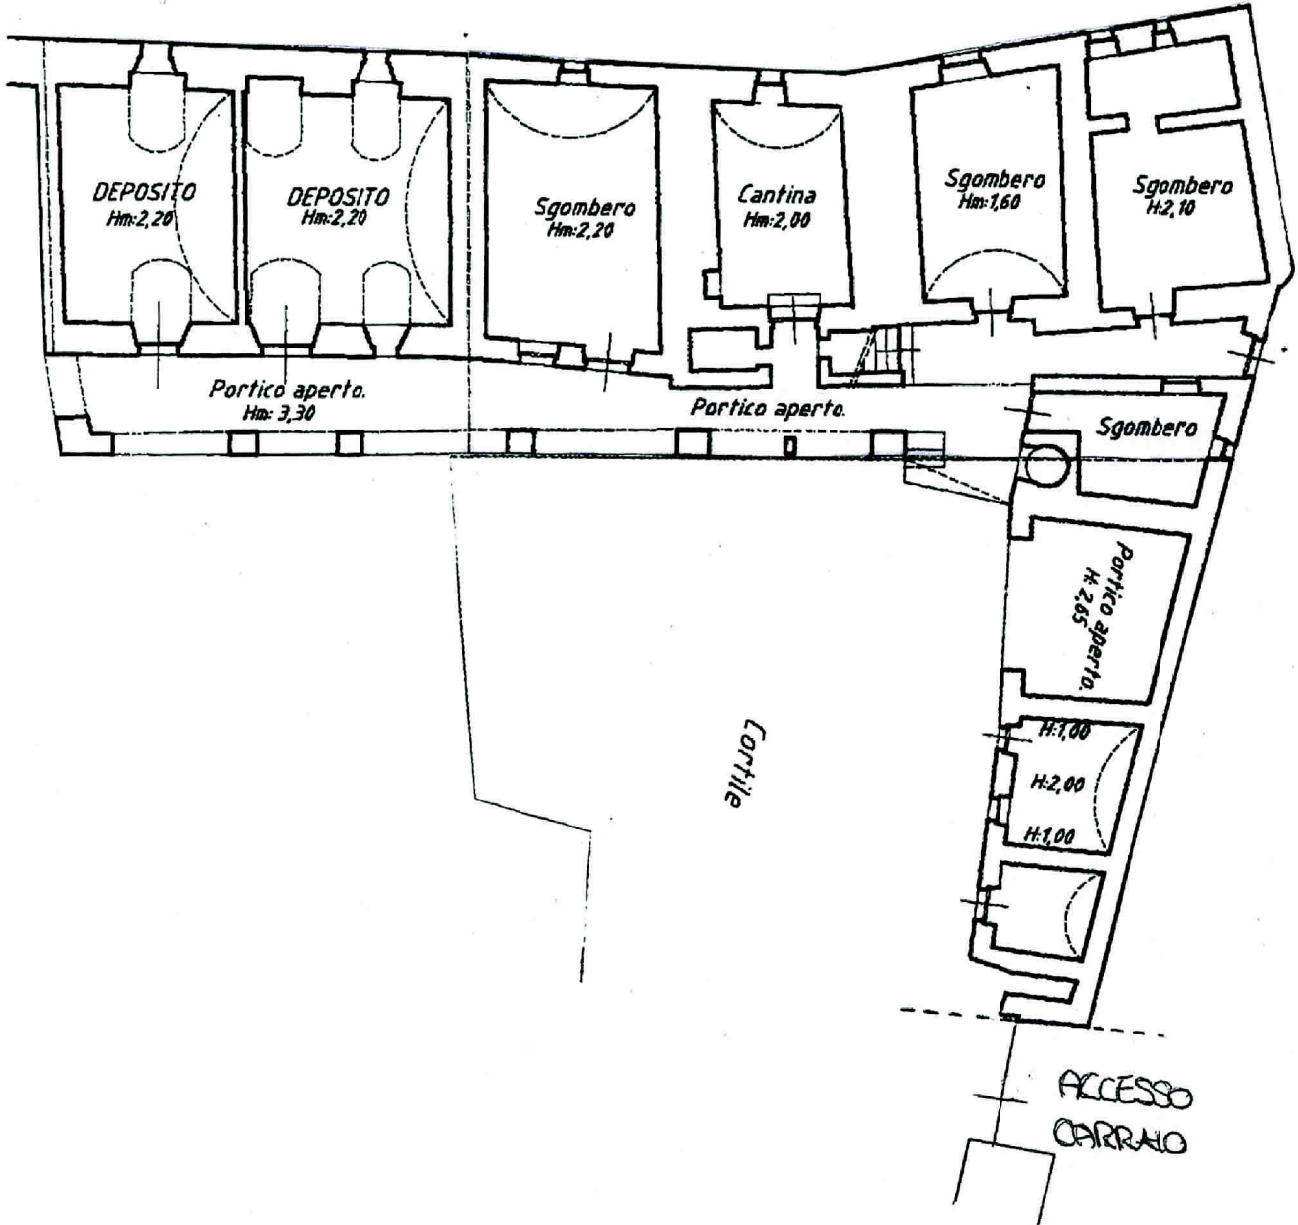 DEPOSITO
Hm:2,20
DEPOSITO
Hm:2,20
Sgombero
Hm:2,20
Cantina
Hm:2,00
Sgombero
Hm:1,60
Sgombero
H:2,10
Portico aperto.
Hm: 3,30
Portico aperto.
Sgombero
Portico aperto.
H: 2,65
H:1,00
H:2,00
H:1,00
Cortile
ACCESSO
CARRAIO